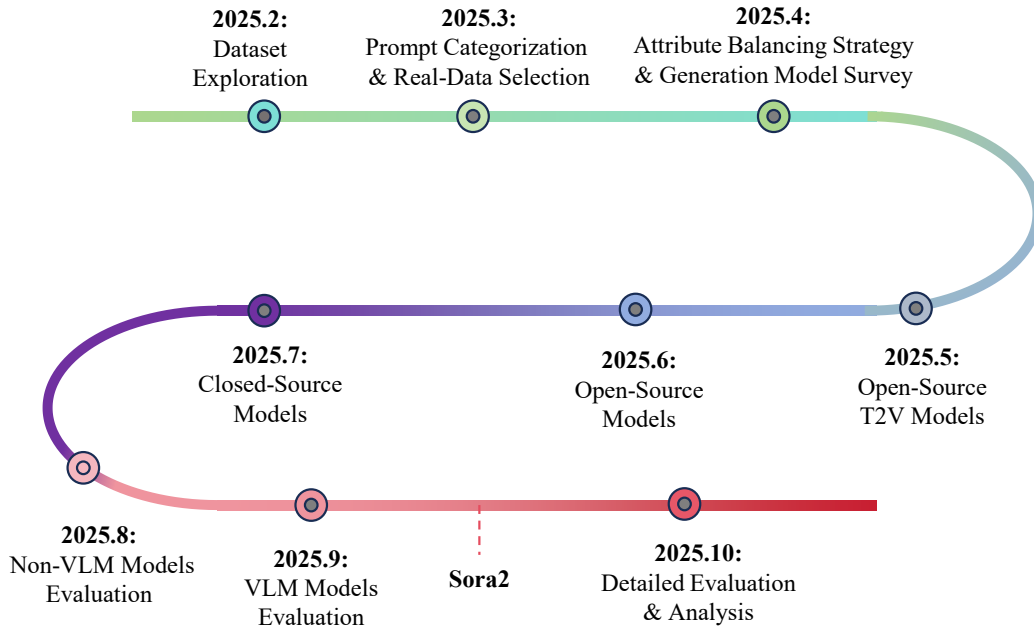 2025.2:
Dataset
Exploration
2025.3:
Prompt Categorization
& Real-Data Selection
2025.4:
Attribute Balancing Strategy
& Generation Model Survey
2025.7:
Closed-Source
Models
2025.6:
Open-Source
Models
2025.5:
Open-Source
T2V Models
2025.8:
Non-VLM Models
Evaluation
2025.9:
VLM Models
Evaluation
Sora2
2025.10:
Detailed Evaluation
& Analysis